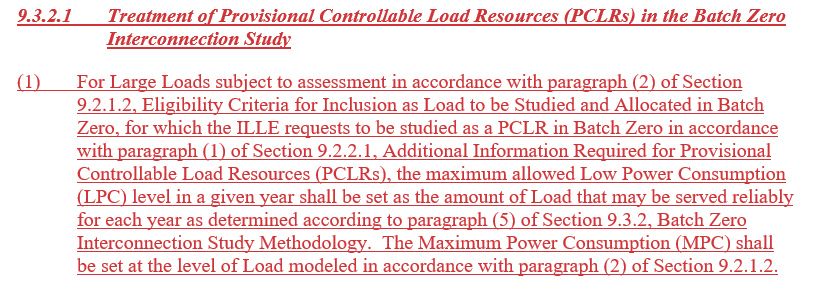 9.3.2.1 Treatment of Provisional Controllable Load Resources (PCLRs) in the Batch Zero
Interconnection Study
(1) For Large Loads subject to assessment in accordance with paragraph (2) of Section
9.2.1.2, Eligibility Criteria for Inclusion as Load to be Studied and Allocated in Batch
Zero, for which the ILLE requests to be studied as a PCLR in Batch Zero in accordance
with paragraph (1) of Section 9.2.2.1, Additional Information Required for Provisional
Controllable Load Resources (PCLRs), the maximum allowed Low Power Consumption
(LPC) level in a given year shall be set as the amount of Load that may be served reliably
for each year as determined according to paragraph (5) of Section 9.3.2, Batch Zero
Interconnection Study Methodology. The Maximum Power Consumption (MPC) shall
be set at the level of Load modeled in accordance with paragraph (2) of Section 9.2.1.2.